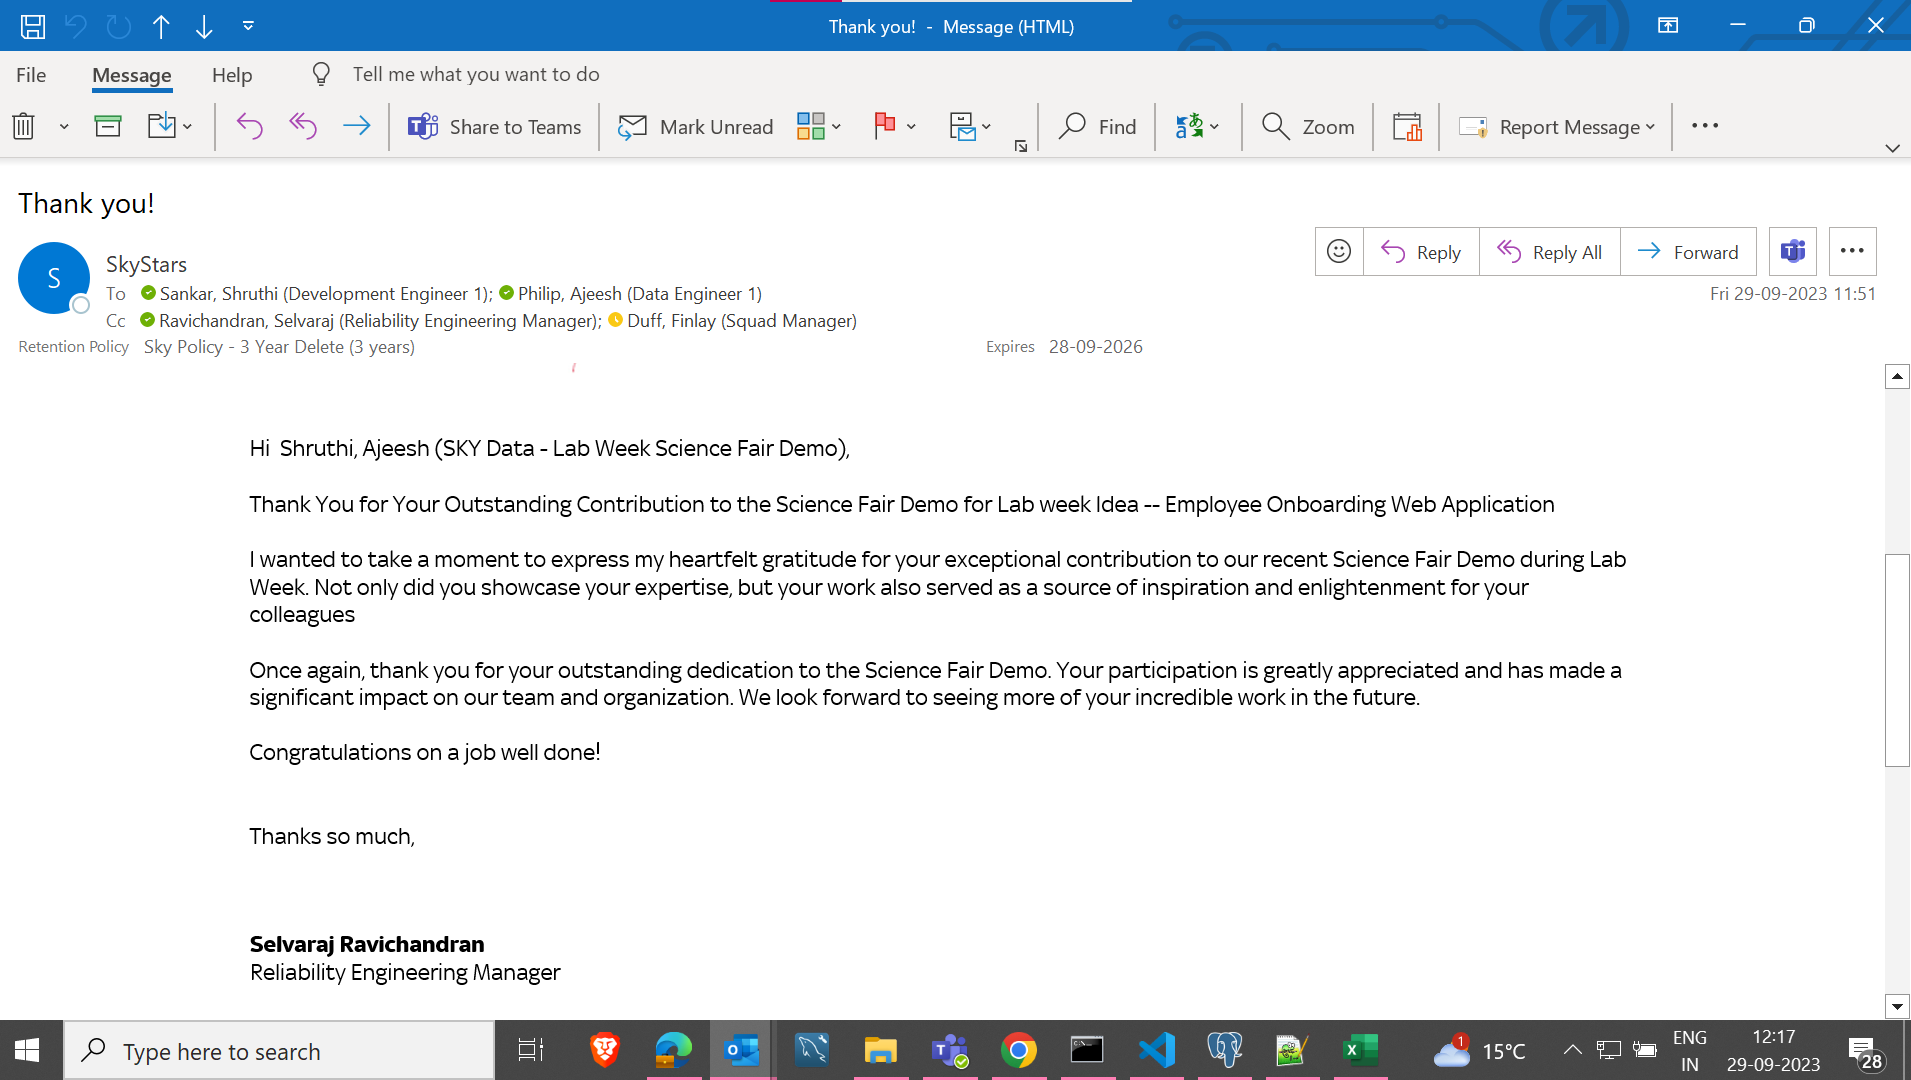 Thank you! - Message (HTML)
File Message Help Tell me what you want to do
Share to Teams Mark Unread Find Zoom Report Message
Thank you!
S
SkyStars
Reply Reply All Forward
To Sankar, Shruthi (Development Engineer 1); Philip, Ajeesh (Data Engineer 1)
Fri 29-09-2023 11:51
Cc Ravichandran, Selvaraj (Reliability Engineering Manager); Duff, Finlay (Squad Manager)
Retention Policy Sky Policy - 3 Year Delete (3 years) Expires 28-09-2026
Hi Shruthi, Ajeesh (SKY Data - Lab Week Science Fair Demo),
Thank You for Your Outstanding Contribution to the Science Fair Demo for Lab week Idea -- Employee Onboarding Web Application
I wanted to take a moment to express my heartfelt gratitude for your exceptional contribution to our recent Science Fair Demo during Lab
Week. Not only did you showcase your expertise, but your work also served as a source of inspiration and enlightenment for your
colleagues
Once again, thank you for your outstanding dedication to the Science Fair Demo. Your participation is greatly appreciated and has made a
significant impact on our team and organization. We look forward to seeing more of your incredible work in the future.
Congratulations on a job well done!
Thanks so much,
Selvaraj Ravichandran
Reliability Engineering Manager
Type here to search
1
15°C
ENG
IN
12:17
29-09-2023
28